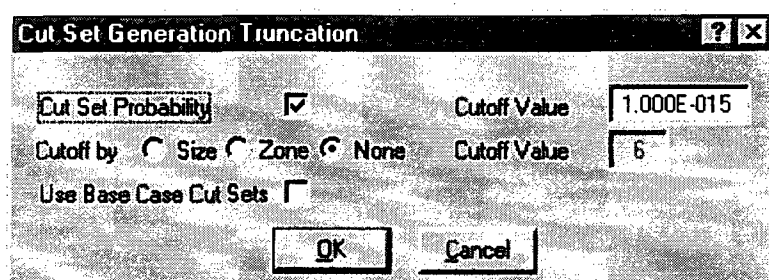 Cut Set Generation Truncation ? X
Cut Set Probability Cutoff Value 1.000E-015
Cutoff by Size Zone None Cutoff Value 6
Use Base Case Cut Sets
OK Cancel